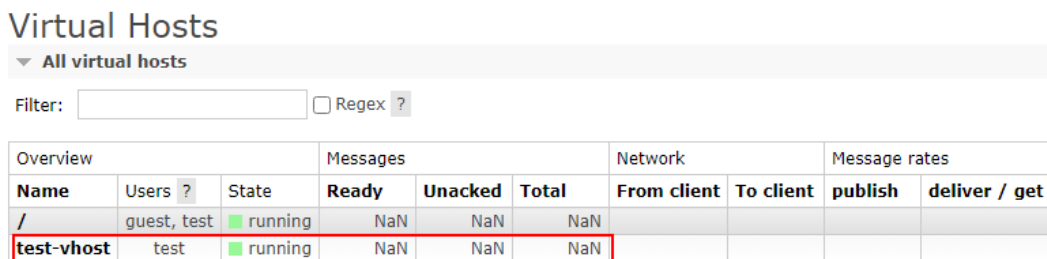 Virtual Hosts
All virtual hosts
Filter: Regex ?
Overview Messages Network Message rates
Name Users ? State Ready Unacked Total From client To client publish deliver / get
/ guest, test running NaN NaN NaN
test-vhost test running NaN NaN NaN